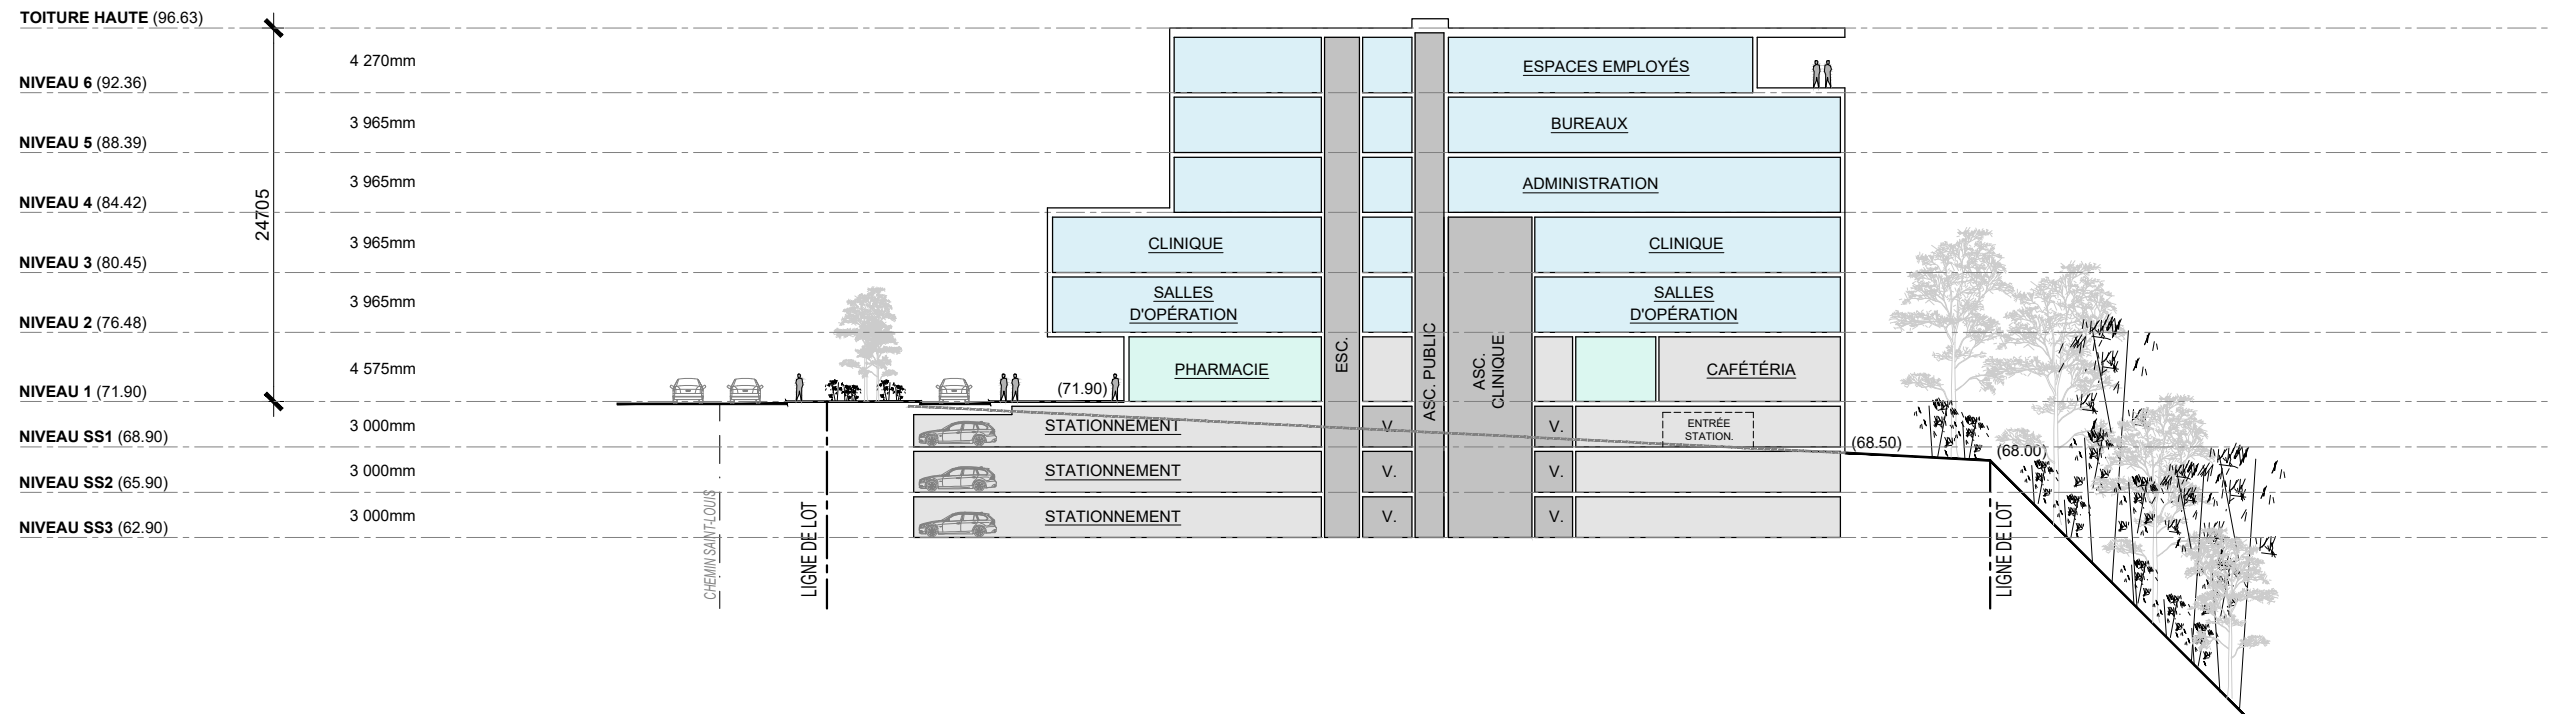 TOITURE HAUTE (96.63)
4 270mm
ESPACES EMPLOYÉS
NIVEAU 6 (92.36)
3 965mm
BUREAUX
NIVEAU 5 (88.39)
3 965mm
ADMINISTRATION
NIVEAU 4 (84.42)
24705
3 965mm
CLINIQUE
CLINIQUE
NIVEAU 3 (80.45)
3 965mm
SALLES
D'OPÉRATION
SALLES
D'OPÉRATION
NIVEAU 2 (76.48)
ESC.
ASC. PUBLIC
ASC.
CLINIQUE
4 575mm
PHARMACIE
CAFÉTÉRIA
NIVEAU 1 (71.90)
(71.90)
3 000mm
STATIONNEMENT
V.
V.
ENTRÉE
STATION.
NIVEAU SS1 (68.90)
(68.50)
(68.00)
3 000mm
STATIONNEMENT
V.
V.
NIVEAU SS2 (65.90)
3 000mm
STATIONNEMENT
V.
V.
NIVEAU SS3 (62.90)
CHEMIN SAINT-LOUIS
LIGNE DE LOT
LIGNE DE LOT